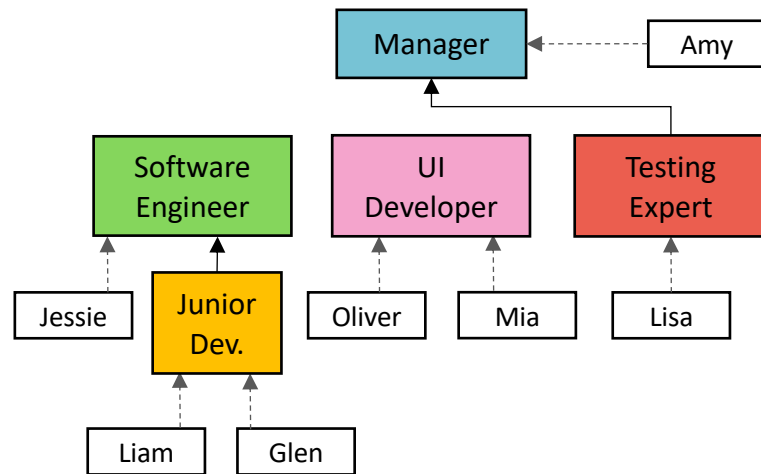 Manager
Amy
Software
Engineer
UI
Developer
Testing
Expert
Jessie
Junior
Dev.
Oliver
Mia
Lisa
Liam
Glen